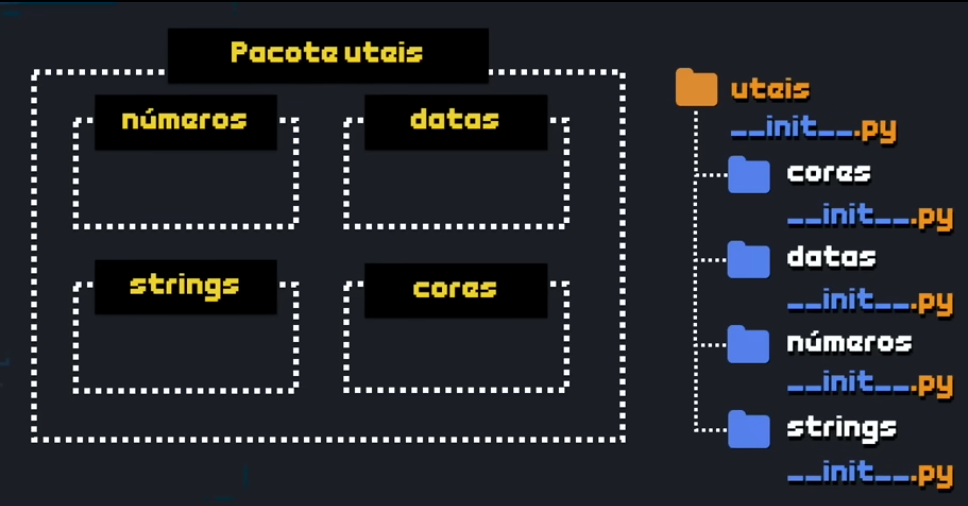 Pacote uteis
números
datas
strings
cores
uteis
__init__.py
cores
__init__.py
datas
__init__.py
números
__init__.py
strings
__init__.py